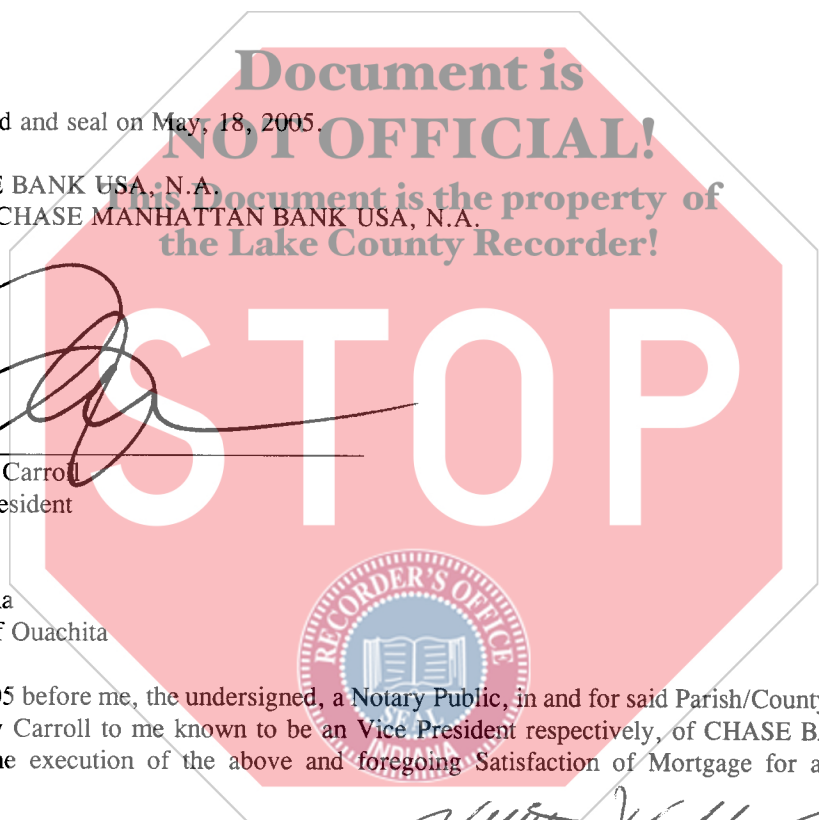 Document is
d and seal on May, 18, 2005.
NOT OFFICIAL!
E BANK USA, N.A.
This Document is the property of
CHASE MANHATTAN BANK USA, N.A.
the Lake County Recorder!
STOP
Carroll
esident
RECORDER'S OFFICE
a
f Ouachita
05 before me, the undersigned, a Notary Public, in and for said Parish/County
y Carroll to me known to be an Vice President respectively, of CHASE BA
SEAL
INDIANA
he execution of the above and foregoing Satisfaction of Mortgage for a